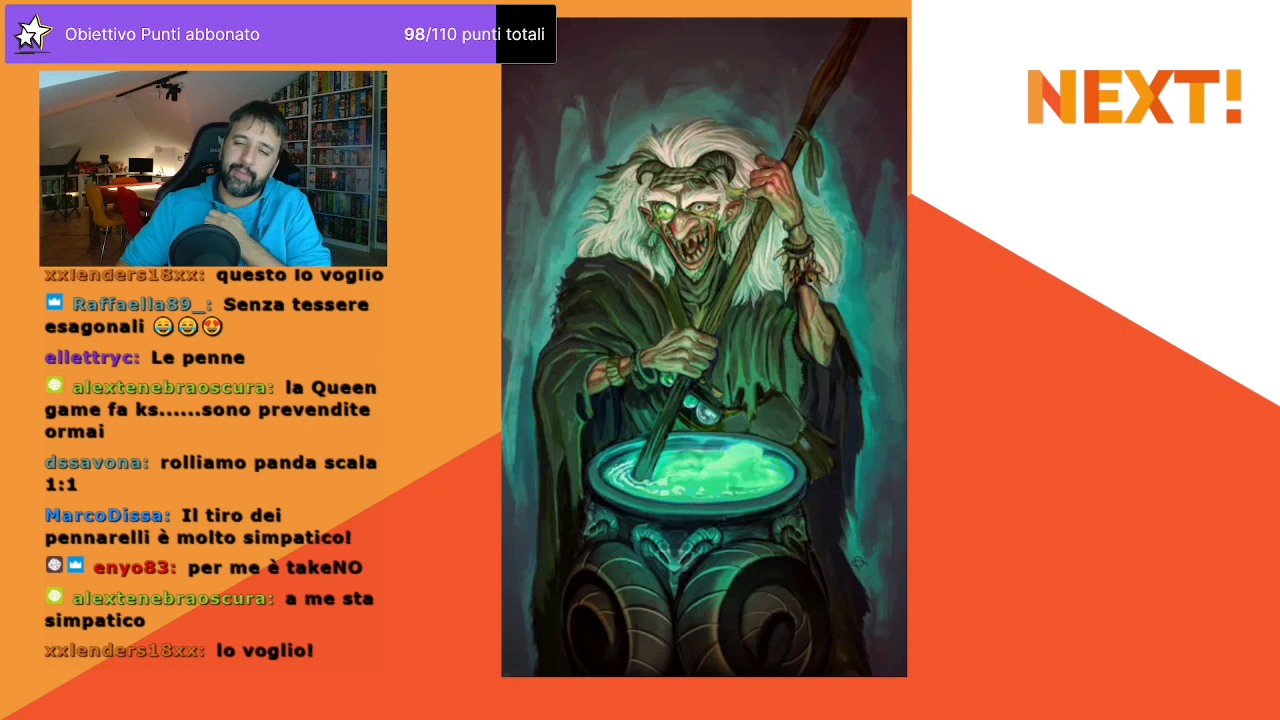 Obiettivo Punti abbonato
98/110 punti totali
NEXT!
xxlenders18xx: questo lo voglio
Raffaella89_: Senza tessere
esagonali 😂😂😍
ellettryc: Le penne
alextenebraoscura: la Queen
game fa ks......sono prevendite
ormai
dssavona: rolliamo panda scala
1:1
MarcoDissa: Il tiro dei
pennarelli è molto simpatico!
enyo83: per me è takeNO
alextenebraoscura: a me sta
simpatico
xxlenders18xx: lo voglio!